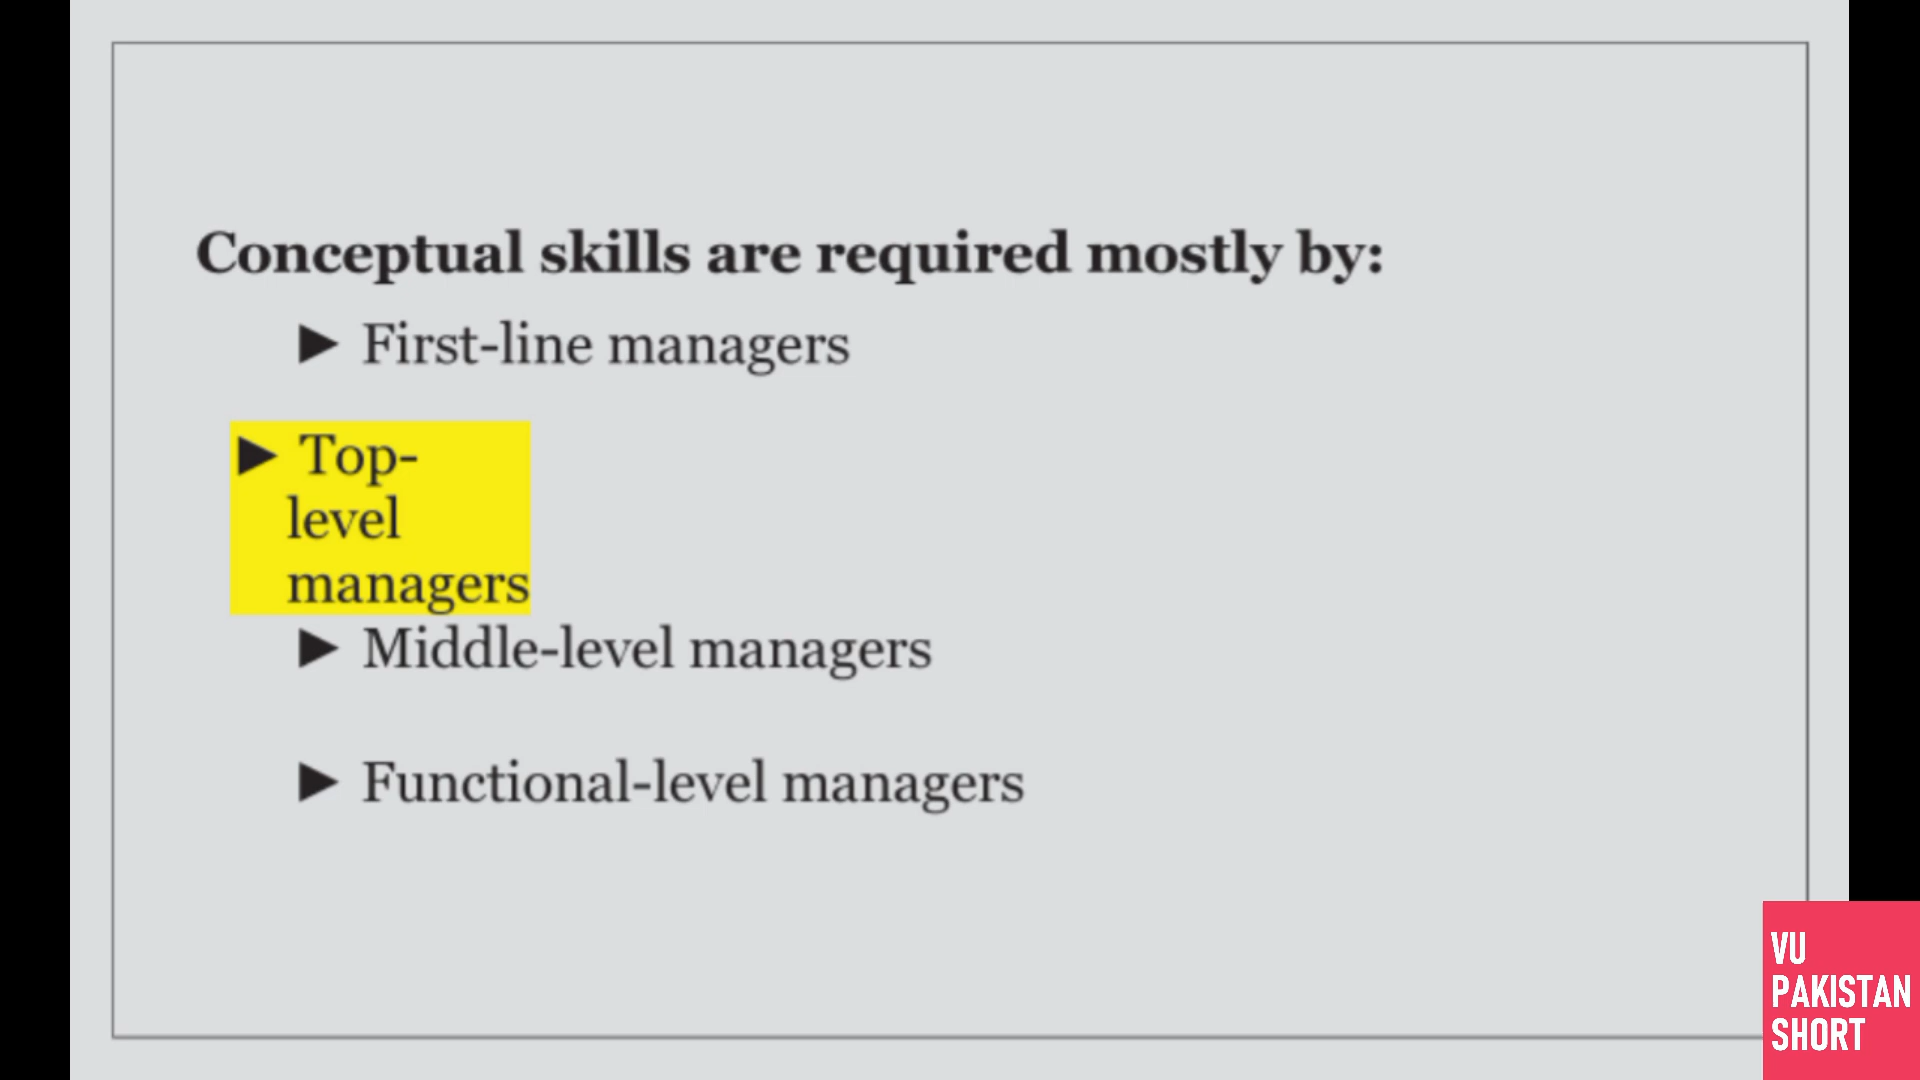 Conceptual skills are required mostly by:
▶ First-line managers
▶ Top-
level
managers
▶ Middle-level managers
▶ Functional-level managers
VU
PAKISTAN
SHORT